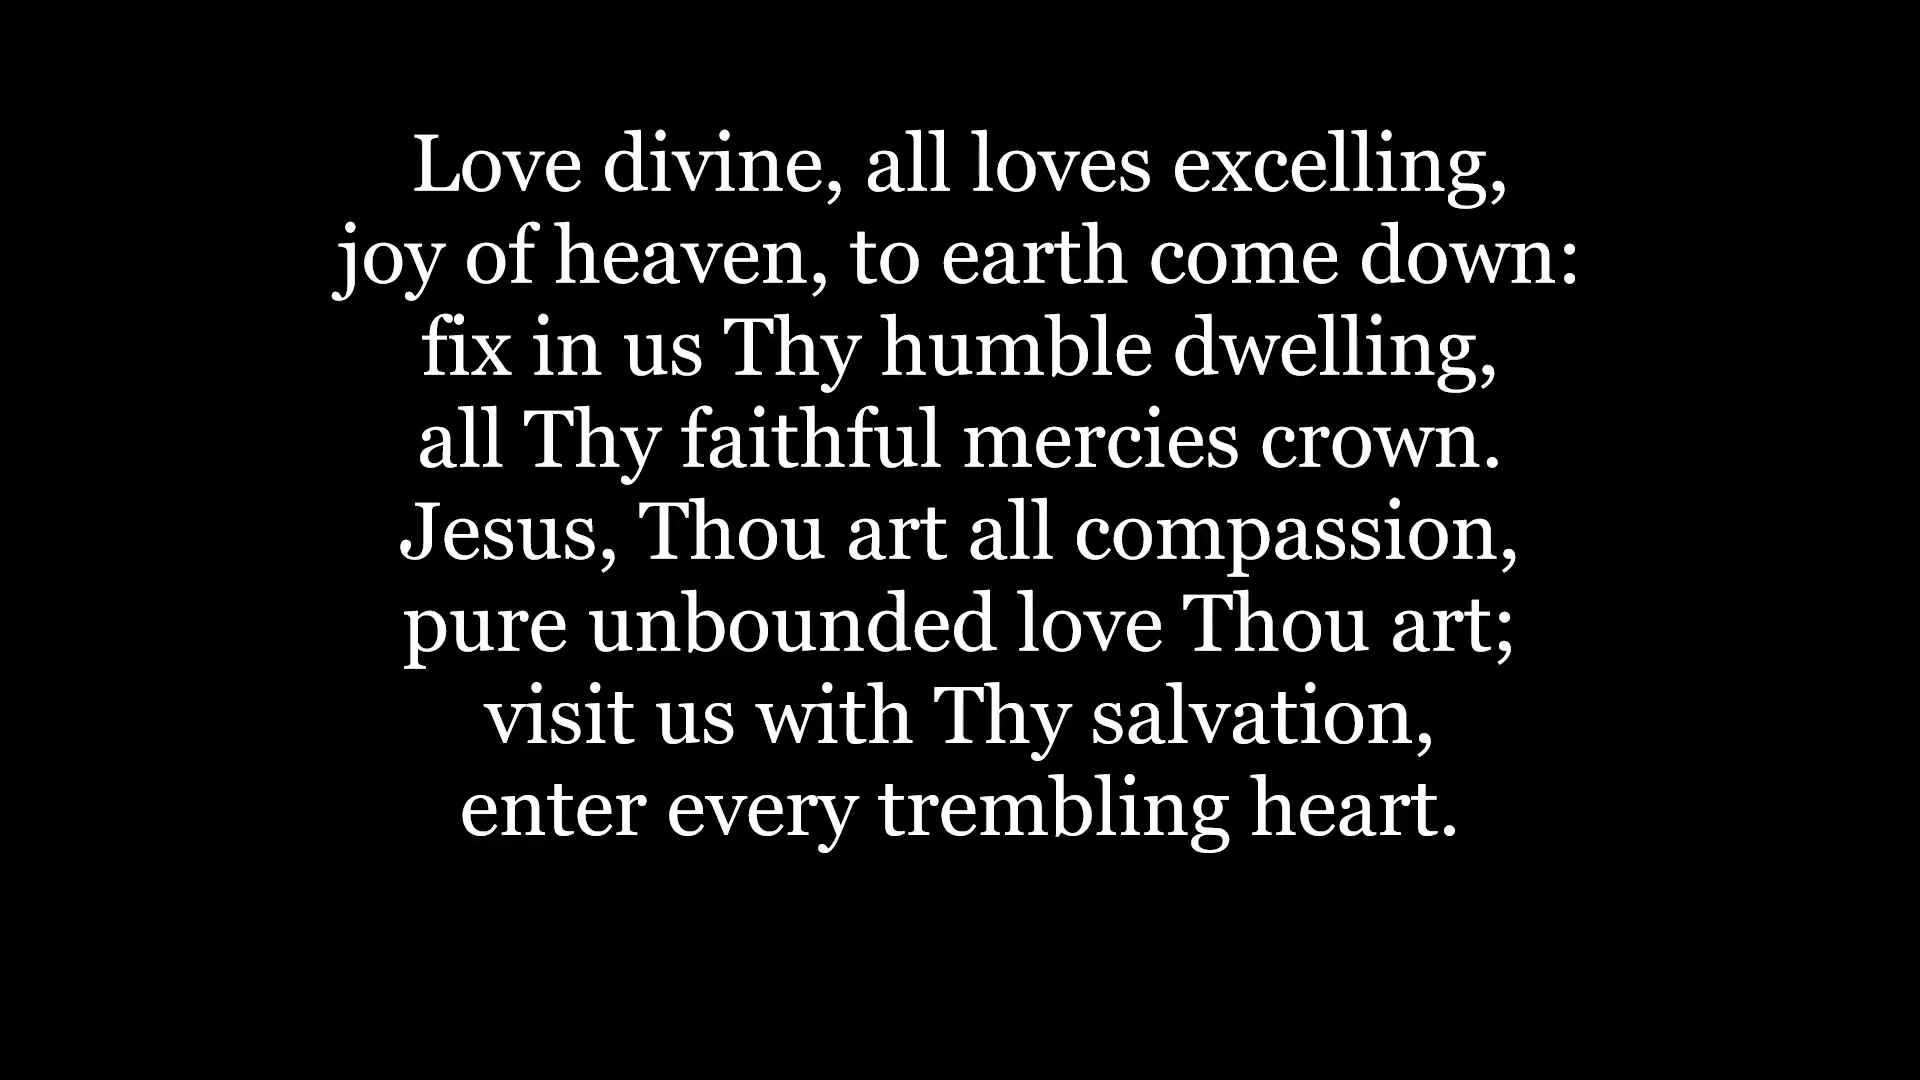 Love divine, all loves excelling,
joy of heaven, to earth come down:
fix in us Thy humble dwelling,
all Thy faithful mercies crown.
Jesus, Thou art all compassion,
pure unbounded love Thou art;
visit us with Thy salvation,
enter every trembling heart.